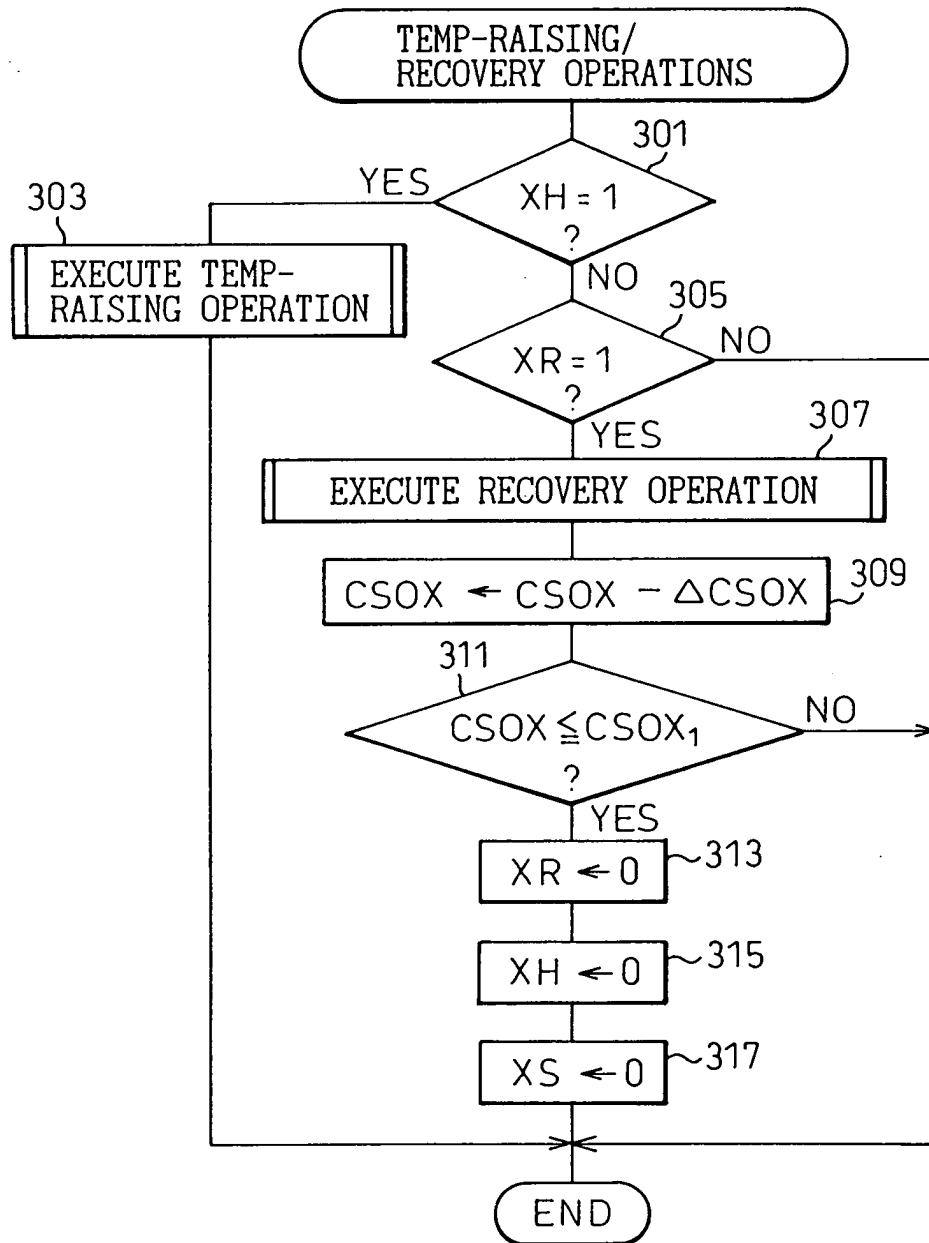 TEMP-RAISING/
RECOVERY OPERATIONS
301
YES
XH = 1
?
303
EXECUTE TEMP-
RAISING OPERATION
NO
305
XR = 1
?
NO
YES
307
EXECUTE RECOVERY OPERATION
CSOX ← CSOX − △CSOX
309
311
CSOX ≦ CSOX₁
?
NO
YES
XR ← 0
313
XH ← 0
315
XS ← 0
317
END